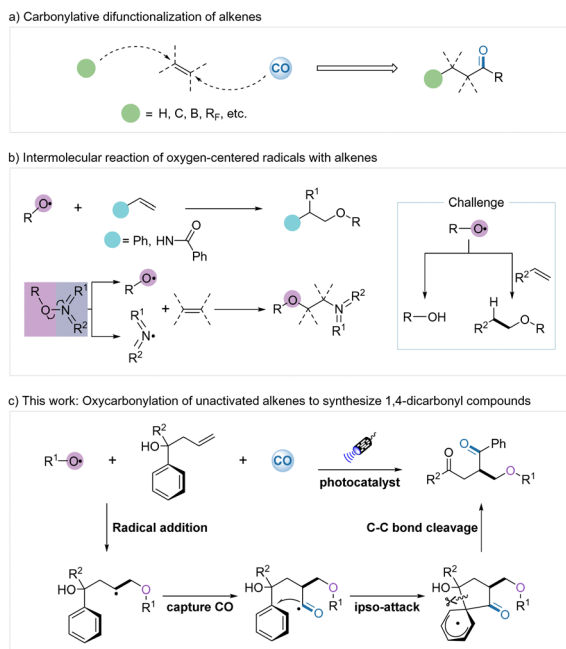 a) Carbonylative difunctionalization of alkenes
CO
O
R
= H, C, B, RF, etc.
b) Intermolecular reaction of oxygen-centered radicals with alkenes
R O•
+
R1
O R
= Ph, HN
O
Ph
Challenge
R—O•
R2
R—OH
H
R2 O R
R O N R1
R2
R O•
R1
N•
R2
+
R O N R2
R1
c) This work: Oxycarbonylation of unactivated alkenes to synthesize 1,4-dicarbonyl compounds
R1 O•
+
R2
HO
+
CO
photocatalyst
O Ph
O
R2 O R1
Radical addition
C-C bond cleavage
R2
HO
O
R1
capture CO
R2
HO
O
R1
O
ipso-attack
R2
HO
O
R1
O